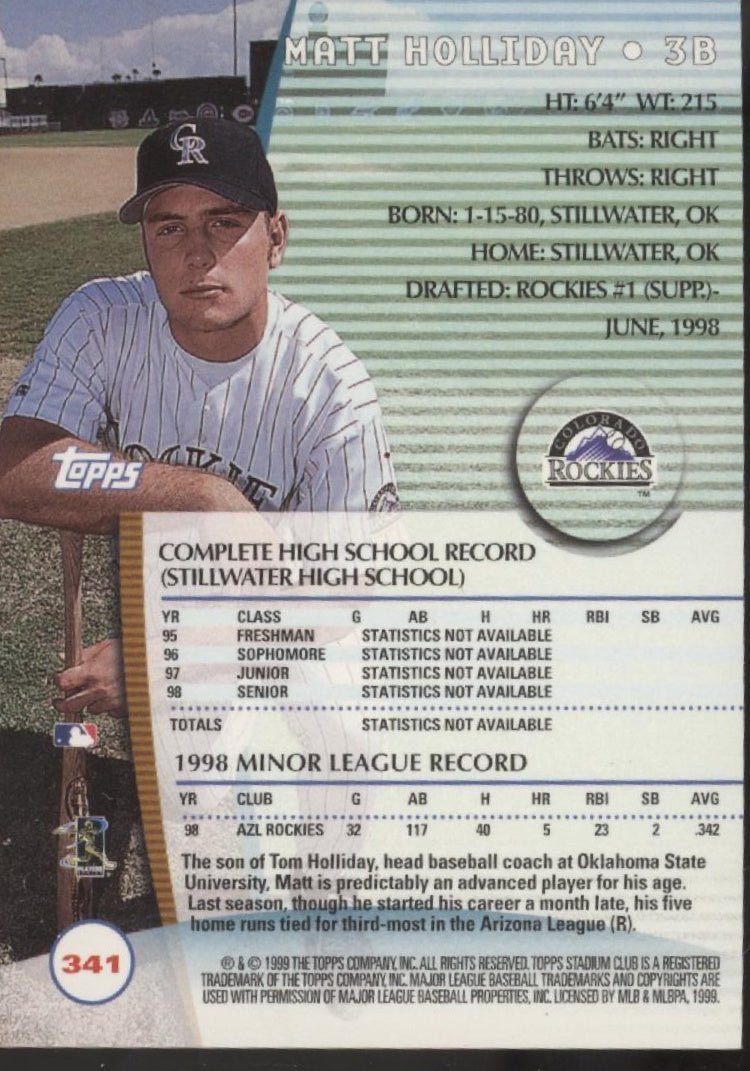 MATT HOLLIDAY • 3B
HT: 6'4" WT: 215
BATS: RIGHT
THROWS: RIGHT
BORN: 1-15-80, STILLWATER, OK
HOME: STILLWATER, OK
DRAFTED: ROCKIES #1 (SUPP.)-
JUNE, 1998
CR
COLORADO
ROCKIES
TM
ROCKIE
TOPPS
COMPLETE HIGH SCHOOL RECORD
(STILLWATER HIGH SCHOOL)
YR CLASS G AB H HR RBI SB AVG
95 FRESHMAN STATISTICS NOT AVAILABLE
96 SOPHOMORE STATISTICS NOT AVAILABLE
97 JUNIOR STATISTICS NOT AVAILABLE
98 SENIOR STATISTICS NOT AVAILABLE
TOTALS STATISTICS NOT AVAILABLE
1998 MINOR LEAGUE RECORD
YR CLUB G AB H HR RBI SB AVG
98 AZL ROCKIES 32 117 40 5 23 2 .342
The son of Tom Holliday, head baseball coach at Oklahoma State
University, Matt is predictably an advanced player for his age.
Last season, though he started his career a month late, his five
home runs tied for third-most in the Arizona League (R).
341
® & © 1999 THE TOPPS COMPANY, INC. ALL RIGHTS RESERVED. TOPPS STADIUM CLUB IS A REGISTERED
TRADEMARK OF THE TOPPS COMPANY, INC. MAJOR LEAGUE BASEBALL TRADEMARKS AND COPYRIGHTS ARE
USED WITH PERMISSION OF MAJOR LEAGUE BASEBALL PROPERTIES, INC. LICENSED BY MLB & MLBPA, 1999.